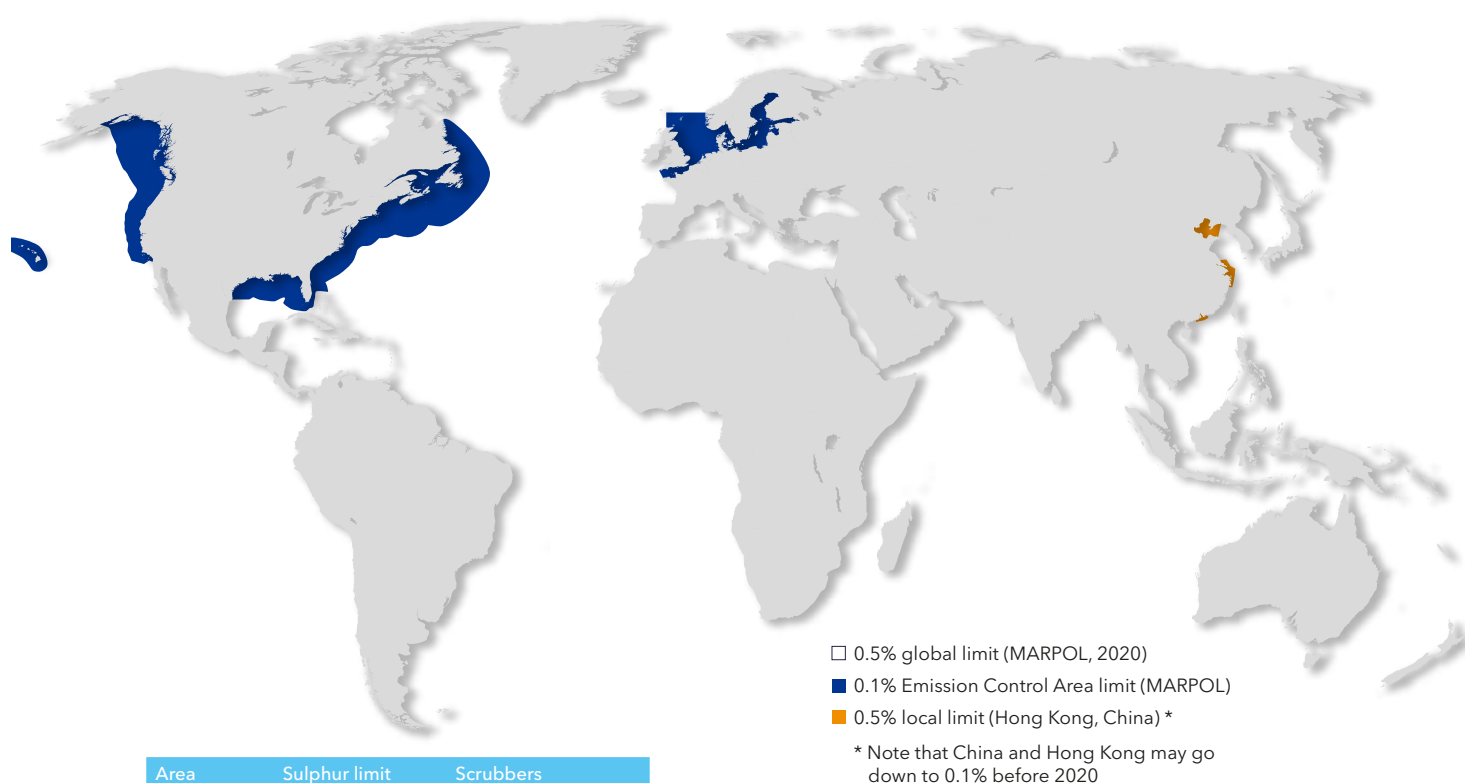 0.5% global limit (MARPOL, 2020)
0.1% Emission Control Area limit (MARPOL)
0.5% local limit (Hong Kong, China) *
* Note that China and Hong Kong may go
down to 0.1% before 2020
Area Sulphur limit Scrubbers